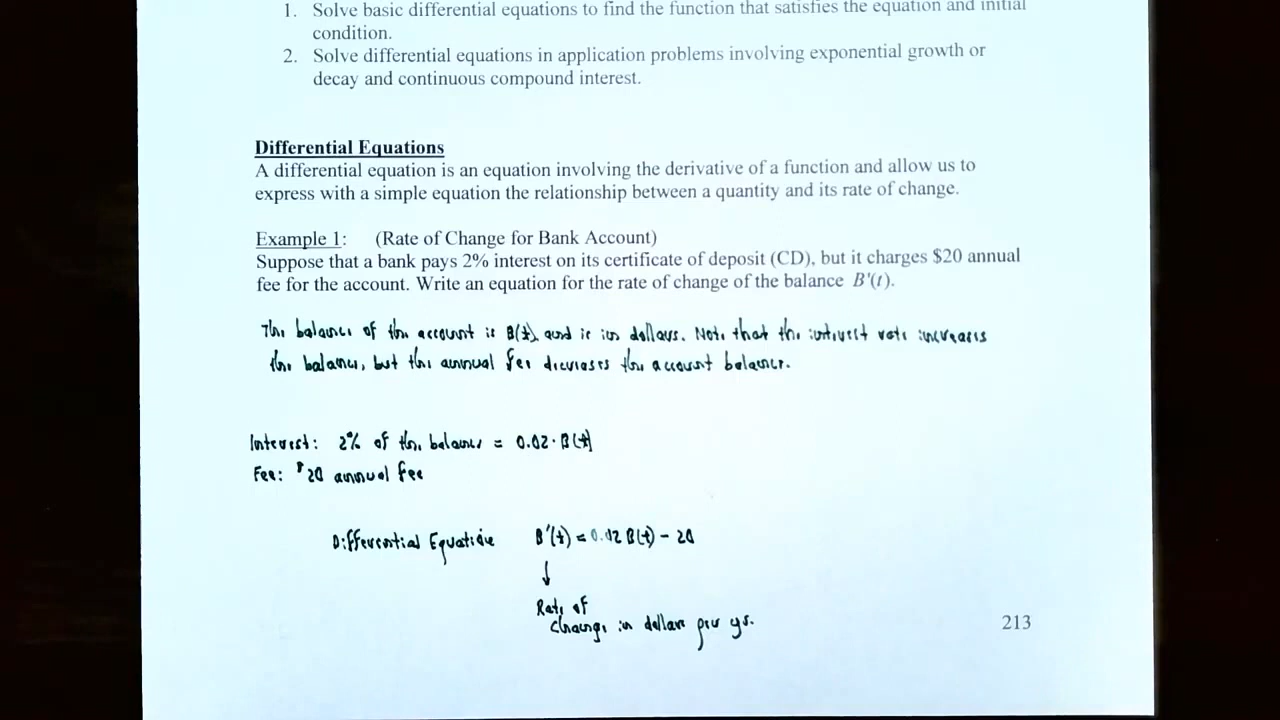 1. Solve basic differential equations to find the function that satisfies the equation and initial
condition.
2. Solve differential equations in application problems involving exponential growth or
decay and continuous compound interest.
Differential Equations
A differential equation is an equation involving the derivative of a function and allow us to
express with a simple equation the relationship between a quantity and its rate of change.
Example 1: (Rate of Change for Bank Account)
Suppose that a bank pays 2% interest on its certificate of deposit (CD), but it charges $20 annual
fee for the account. Write an equation for the rate of change of the balance B'(t).
The balance of the account is B(t) and is in dollars. Note that the interest rate increases
the balance, but the annual fee decreases the account balance.
Interest: 2% of the balance = 0.02 · B(t)
Fee: $20 annual fee
Differential Equation B'(t) = 0.02 B(t) - 20
↓
Rate of
change in dollars per yr.
213